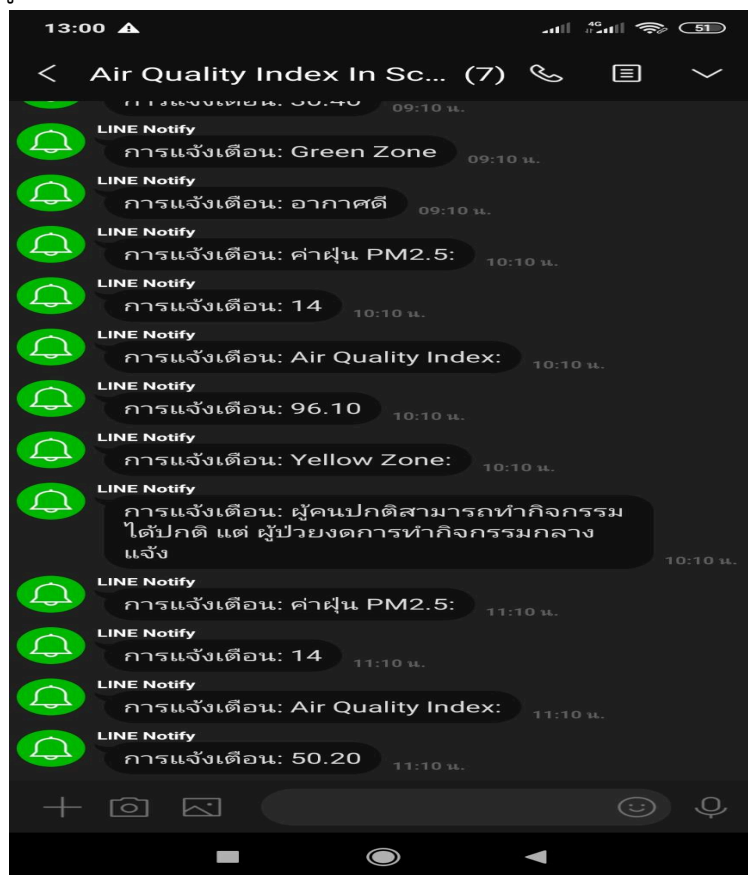 13:00
4G
51
Air Quality Index In Sc... (7)
09:10 น.
LINE Notify
การแจ้งเตือน: Green Zone
09:10 น.
LINE Notify
การแจ้งเตือน: อากาศดี
09:10 น.
LINE Notify
การแจ้งเตือน: ค่าฝุ่น PM2.5:
10:10 น.
LINE Notify
การแจ้งเตือน: 14
10:10 น.
LINE Notify
การแจ้งเตือน: Air Quality Index:
10:10 น.
LINE Notify
การแจ้งเตือน: 96.10
10:10 น.
LINE Notify
การแจ้งเตือน: Yellow Zone:
10:10 น.
LINE Notify
การแจ้งเตือน: ผู้คนปกติสามารถทำกิจกรรม
ได้ปกติ แต่ ผู้ป่วยงดการทำกิจกรรมกลาง
แจ้ง
10:10 น.
LINE Notify
การแจ้งเตือน: ค่าฝุ่น PM2.5:
11:10 น.
LINE Notify
การแจ้งเตือน: 14
11:10 น.
LINE Notify
การแจ้งเตือน: Air Quality Index:
11:10 น.
LINE Notify
การแจ้งเตือน: 50.20
11:10 น.